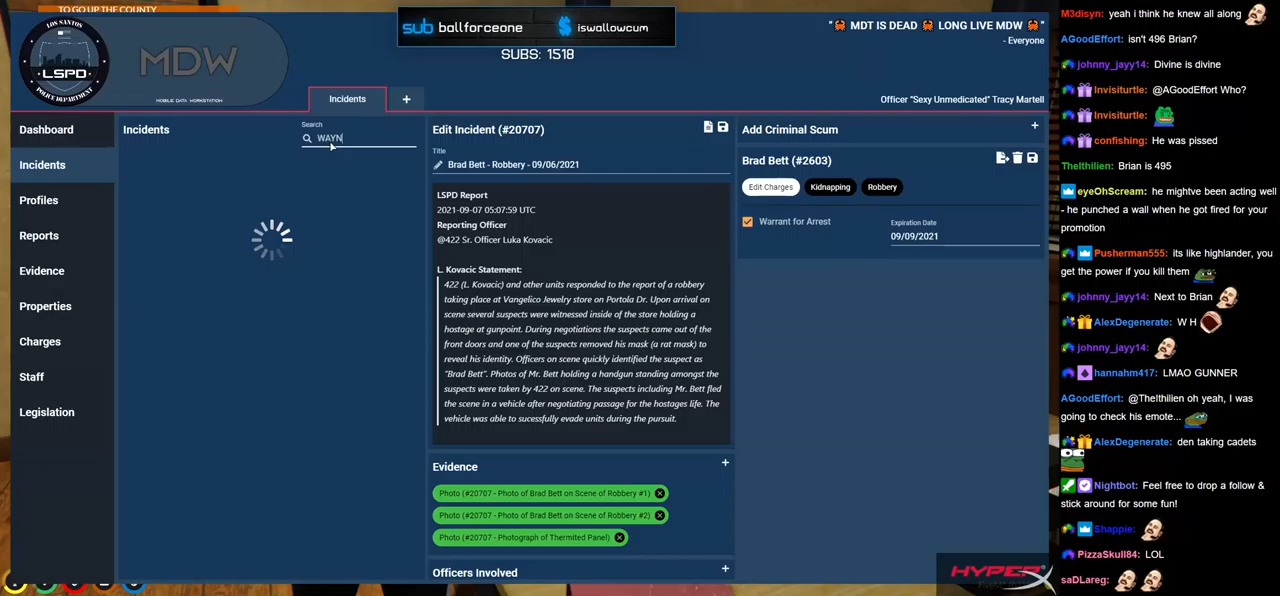 TO GO UP THE COUNTY
LOS SANTOS
LSPD
POLICE DEPARTMENT
MDW
MOBILE DATA WORKSTATION
sub ballforceone
iswallowcum
SUBS: 1518
" 🦀 MDT IS DEAD 🦀 LONG LIVE MDW 🦀 "
- Everyone
Incidents
+
Officer "Sexy Unmedicated" Tracy Martell
Dashboard
Incidents
Profiles
Reports
Evidence
Properties
Charges
Staff
Legislation
Incidents
Search
WAYN
Edit Incident (#20707)
Title
Brad Bett - Robbery - 09/06/2021
LSPD Report
2021-09-07 05:07:59 UTC
Reporting Officer
@422 Sr. Officer Luka Kovacic
L. Kovacic Statement:
422 (L. Kovacic) and other units responded to the report of a robbery
taking place at Vangelico Jewelry store on Portola Dr. Upon arrival on
scene several suspects were witnessed inside of the store holding a
hostage at gunpoint. During negotiations the suspects came out of the
front doors and one of the suspects removed his mask (a rat mask) to
reveal his identity. Officers on scene quickly identified the suspect as
"Brad Bett". Photos of Mr. Bett holding a handgun standing amongst the
suspects were taken by 422 on scene. The suspects including Mr. Bett fled
the scene in a vehicle after negotiating passage for the hostages life. The
vehicle was able to sucessfully evade units during the pursuit.
Evidence
+
Photo (#20707 - Photo of Brad Bett on Scene of Robbery #1)
Photo (#20707 - Photo of Brad Bett on Scene of Robbery #2)
Photo (#20707 - Photograph of Thermited Panel)
Officers Involved
+
Add Criminal Scum
+
Brad Bett (#2603)
Edit Charges
Kidnapping
Robbery
Warrant for Arrest
Expiration Date
09/09/2021
HYPERX
M3disyn: yeah i think he knew all along
AGoodEffort: isn't 496 Brian?
johnny_jayy14: Divine is divine
Invisiturtle: @AGoodEffort Who?
Invisiturtle:
confishing: He was pissed
Thelthilien: Brian is 495
eyeOhScream: he mightve been acting well
- he punched a wall when he got fired for your
promotion
Pusherman555: its like highlander, you
get the power if you kill them
johnny_jayy14: Next to Brian
AlexDegenerate: W H
johnny_jayy14:
hannahm417: LMAO GUNNER
AGoodEffort: @Thelthilien oh yeah, I was
going to check his emote...
AlexDegenerate: den taking cadets
Nightbot: Feel free to drop a follow &
stick around for some fun!
Shappie:
PizzaSkull84: LOL
saDLareg: